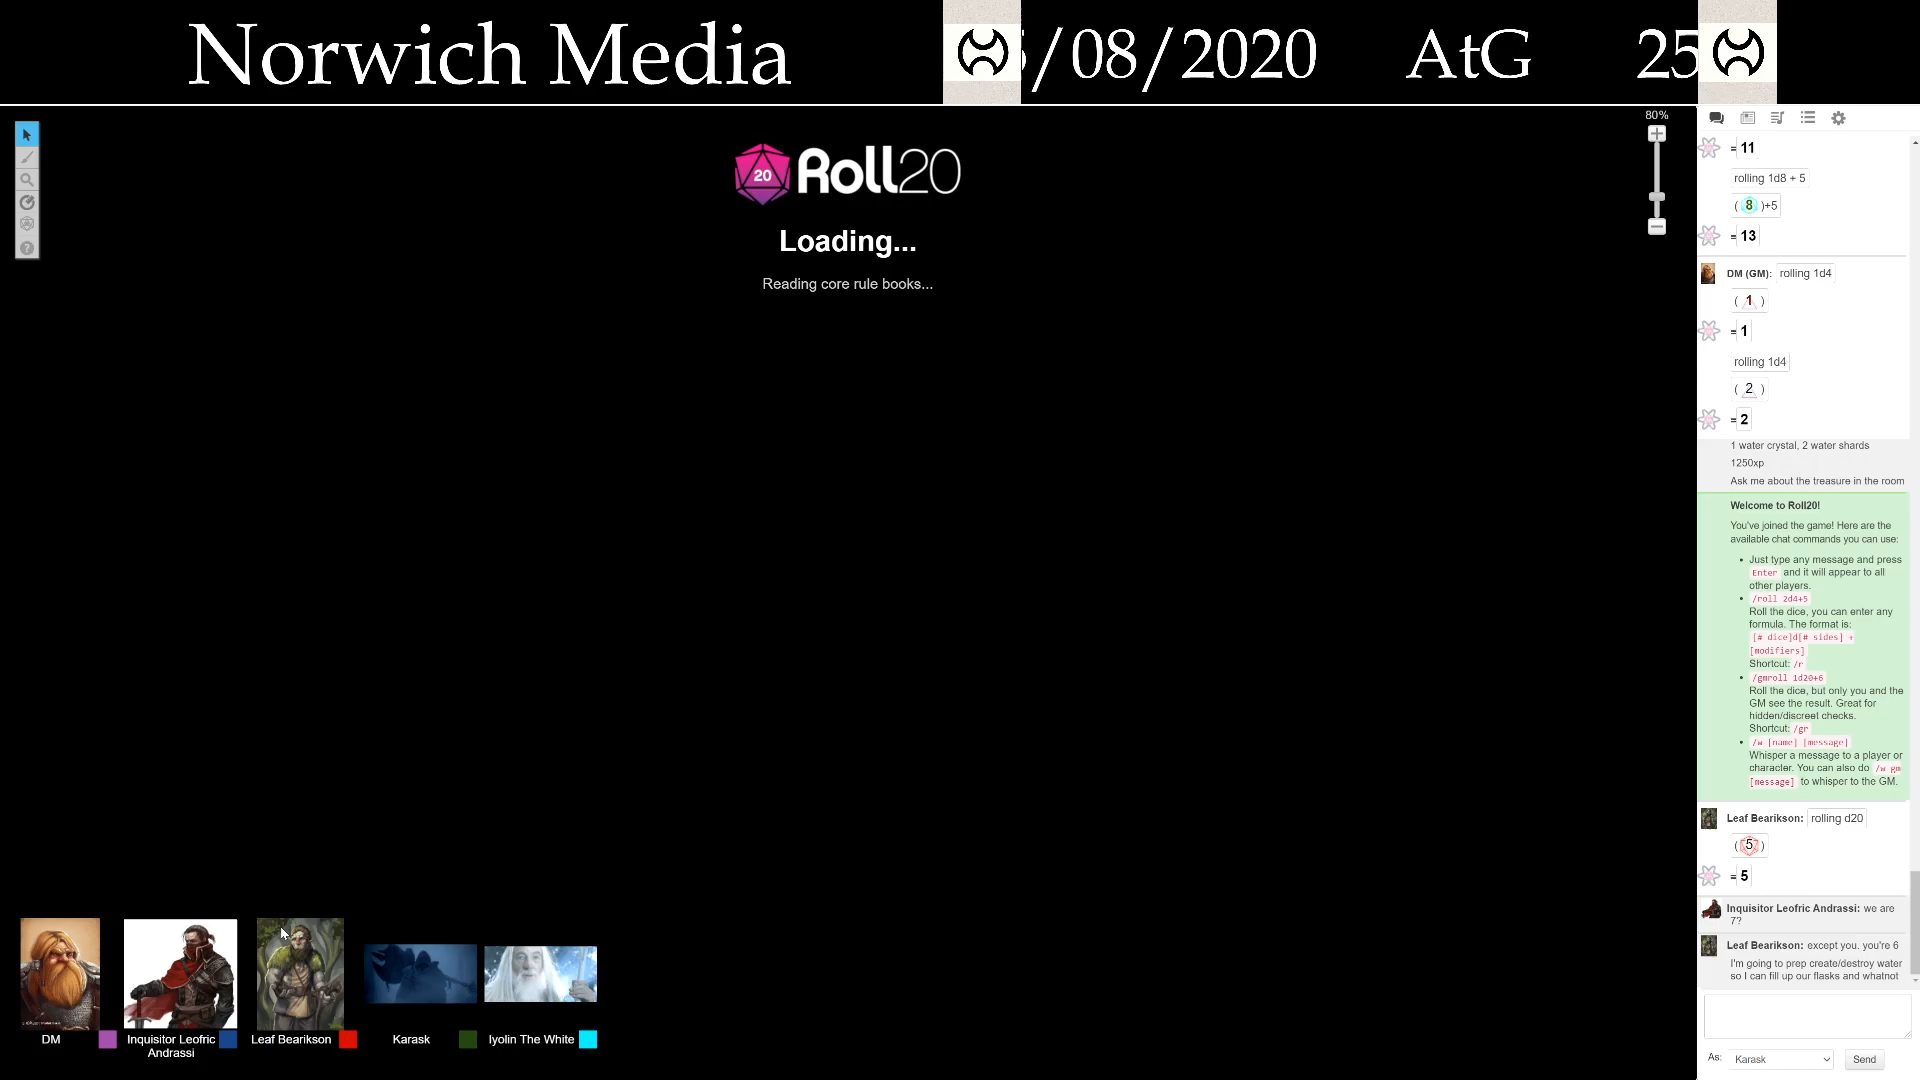 Norwich Media
/08/2020
AtG
25
80%
20
Roll20
Loading...
Reading core rule books...
= 11
rolling 1d8 + 5
( 8 )+5
= 13
DM (GM): rolling 1d4
( 1 )
= 1
rolling 1d4
( 2 )
= 2
1 water crystal, 2 water shards
1250xp
Ask me about the treasure in the room
Welcome to Roll20!
You've joined the game! Here are the
available chat commands you can use:
• Just type any message and press
Enter and it will appear to all
other players.
• /roll 2d4+5
Roll the dice, you can enter any
formula. The format is:
[# dice]d[# sides] +
[modifiers]
Shortcut: /r
• /gmroll 1d20+6
Roll the dice, but only you and the
GM see the result. Great for
hidden/discreet checks.
Shortcut: /gr
• /w [name] [message]
Whisper a message to a player or
character. You can also do /w gm
[message] to whisper to the GM.
Leaf Bearikson: rolling d20
( 5 )
= 5
Inquisitor Leofric Andrassi: we are
7?
Leaf Bearikson: except you. you're 6
I'm going to prep create/destroy water
so I can fill up our flasks and whatnot
DM
Inquisitor Leofric
Andrassi
Leaf Bearikson
Karask
Iyolin The White
As:
Karask
Send